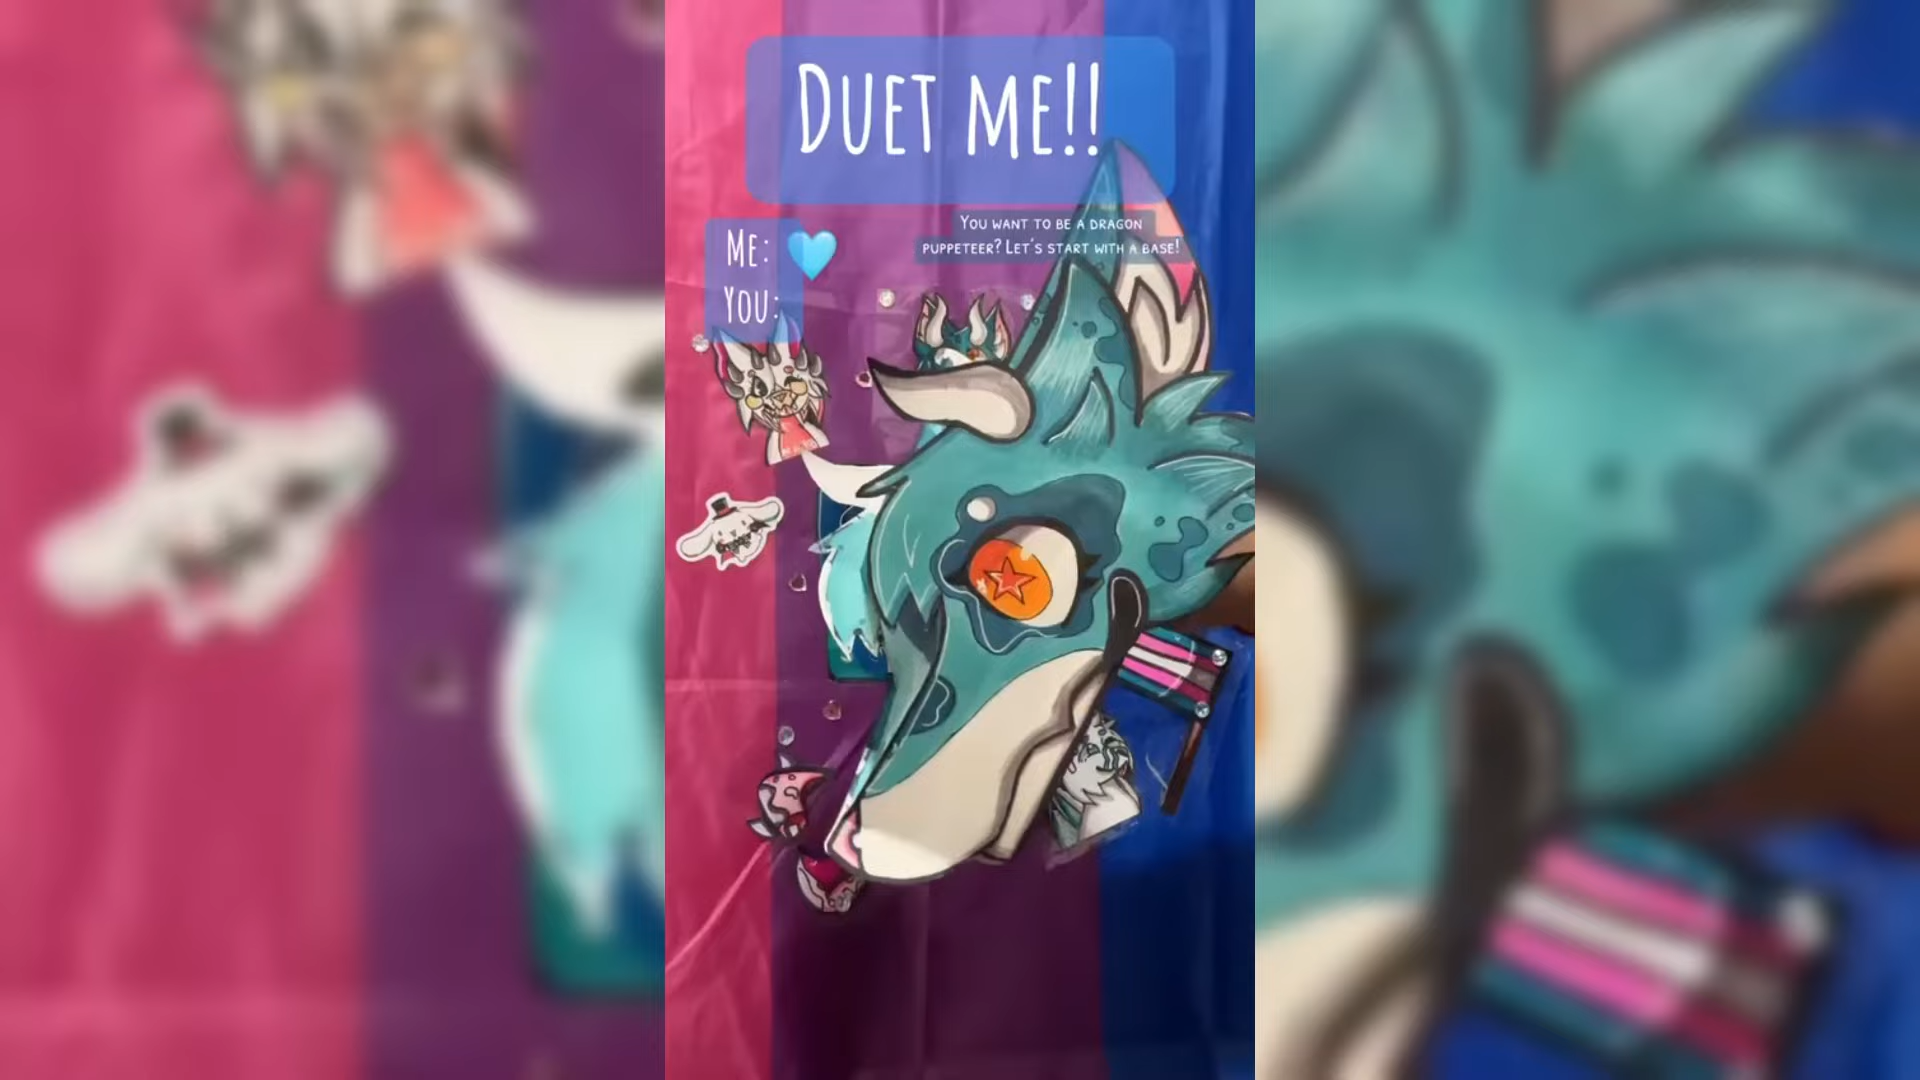 DUET ME!!
ME: 🩵
YOU:
YOU WANT TO BE A DRAGON
PUPPETEER? LET'S START WITH A BASE!